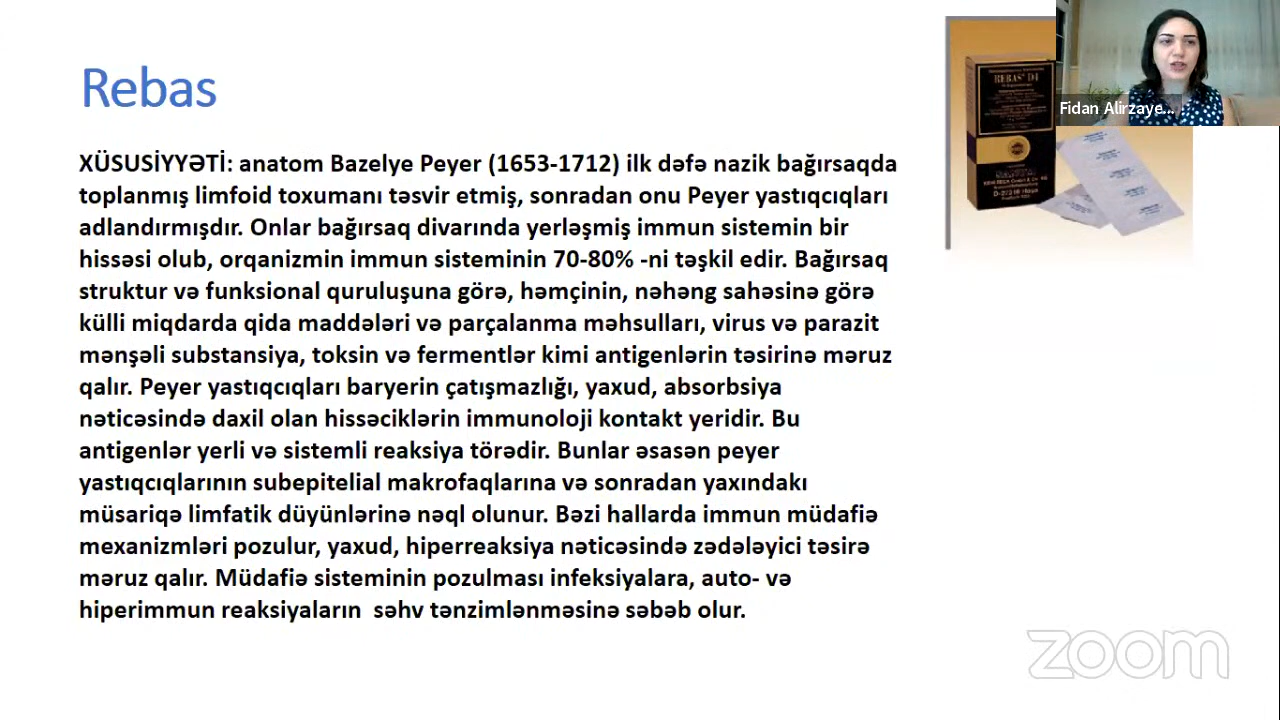 Rebas
XÜSUSİYYƏTİ: anatom Bazelye Peyer (1653-1712) ilk dəfə nazik bağırsaqda
toplanmış limfoid toxumanı təsvir etmiş, sonradan onu Peyer yastıqcıqları
adlandırmışdır. Onlar bağırsaq divarında yerləşmiş immun sistemin bir
hissəsi olub, orqanizmin immun sisteminin 70-80% -ni təşkil edir. Bağırsaq
struktur və funksional quruluşuna görə, həmçinin, nəhəng sahəsinə görə
külli miqdarda qida maddələri və parçalanma məhsulları, virus və parazit
mənşəli substansiya, toksin və fermentlər kimi antigenlərin təsirinə məruz
qalır. Peyer yastıqcıqları baryerin çatışmazlığı, yaxud, absorbsiya
nəticəsində daxil olan hissəciklərin immunoloji kontakt yeridir. Bu
antigenlər yerli və sistemli reaksiya törədir. Bunlar əsasən peyer
yastıqcıqlarının subepitelial makrofaqlarına və sonradan yaxındakı
müsariqə limfatik düyünlərinə nəql olunur. Bəzi hallarda immun müdafiə
mexanizmləri pozulur, yaxud, hiperreaksiya nəticəsində zədələyici təsirə
məruz qalır. Müdafiə sisteminin pozulması infeksiyalara, auto- və
hiperimmun reaksiyaların  səhv tənzimlənməsinə səbəb olur.
REBAS® D4
Fidan Alirzaye...
zoom